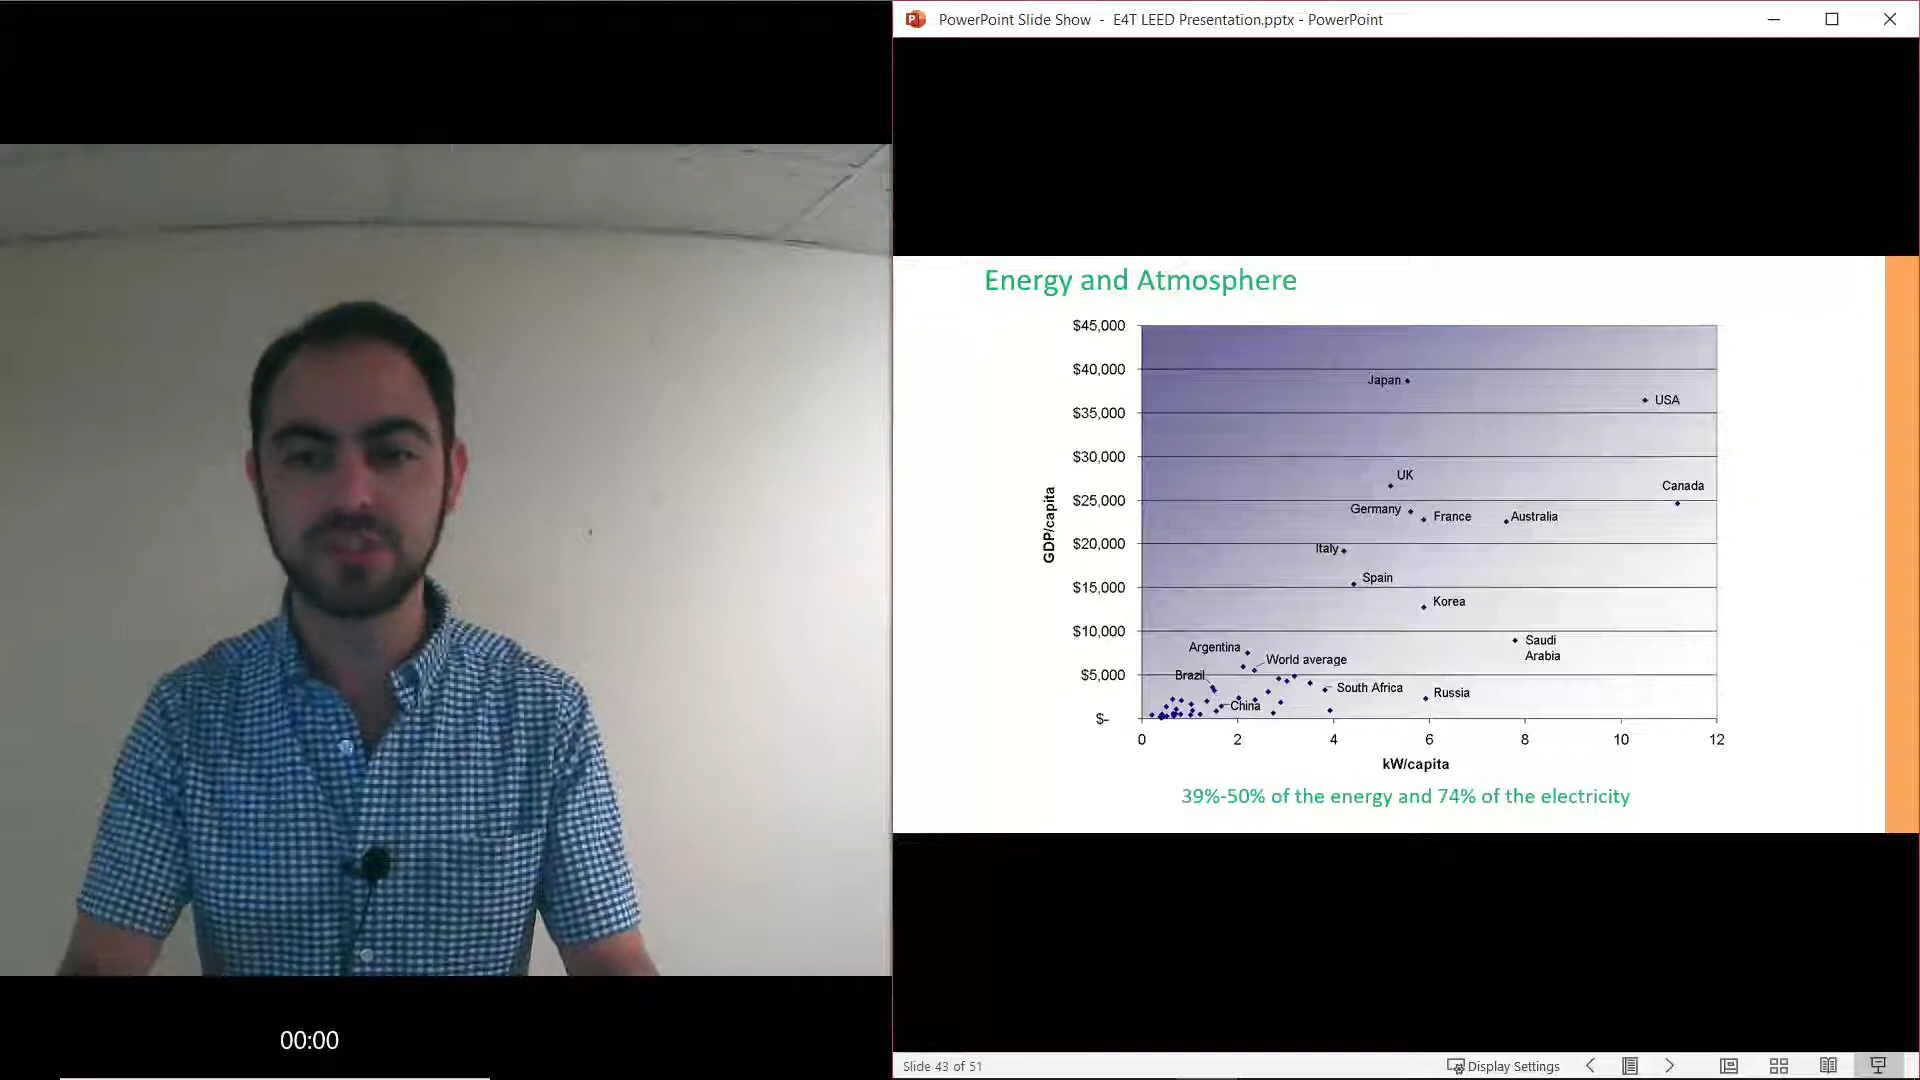 PowerPoint Slide Show - E4T LEED Presentation.pptx - PowerPoint
Energy and Atmosphere
$45,000
$40,000
$35,000
$30,000
$25,000
$20,000
$15,000
$10,000
$5,000
$-
GDP/capita
Japan
USA
UK
Canada
Germany
France
Australia
Italy
Spain
Korea
Argentina
Saudi
Arabia
World average
Brazil
South Africa
Russia
China
0 2 4 6 8 10 12
kW/capita
39%-50% of the energy and 74% of the electricity
00:00
Slide 43 of 51
Display Settings